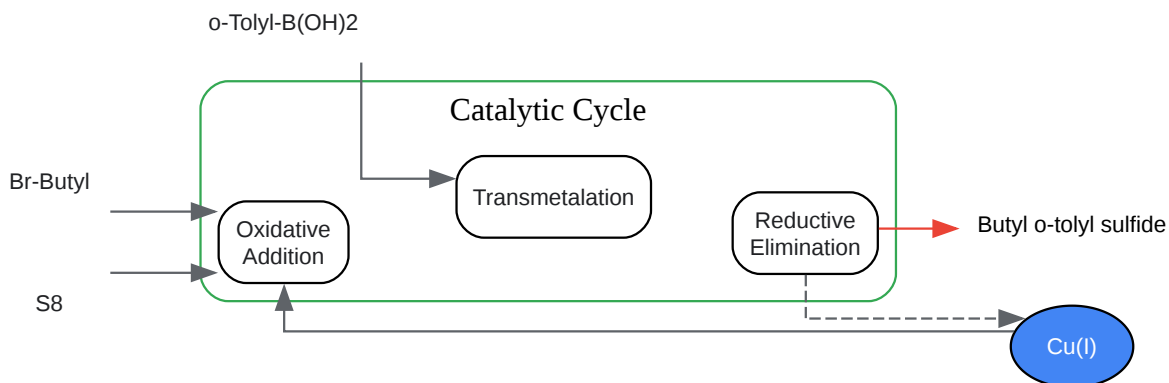 o-Tolyl-B(OH)2
Catalytic Cycle
Br-Butyl
Transmetalation
Oxidative
Addition
Reductive
Elimination
Butyl o-tolyl sulfide
S8
Cu(I)